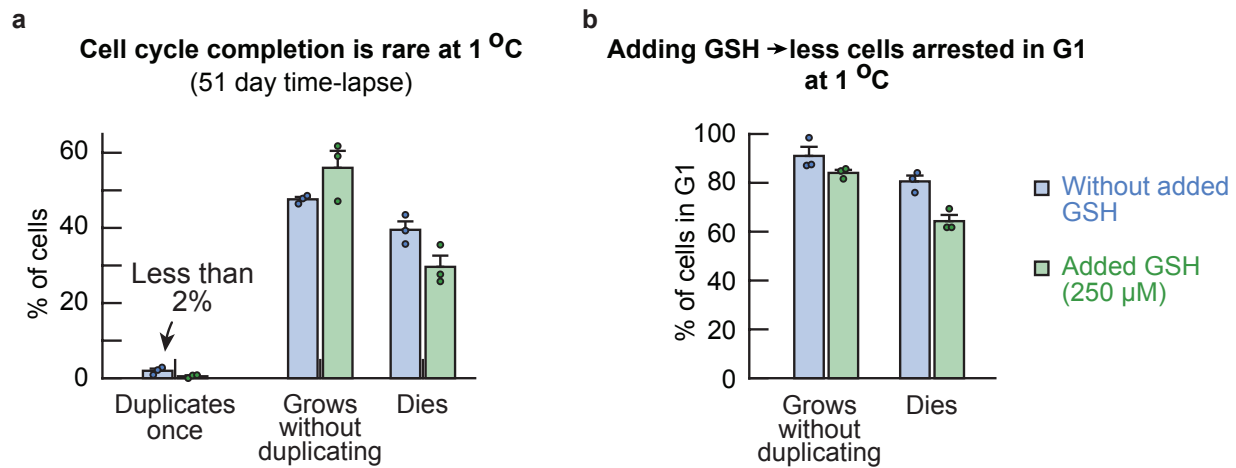 a
Cell cycle completion is rare at 1 °C
(51 day time-lapse)
% of cells
60
40
20
0
Less than
2%
Duplicates
once
Grows
without
duplicating
Dies
b
Adding GSH → less cells arrested in G1
at 1 °C
% of cells in G1
100
80
60
40
20
0
Grows
without
duplicating
Dies
Without added
GSH
Added GSH
(250 μM)